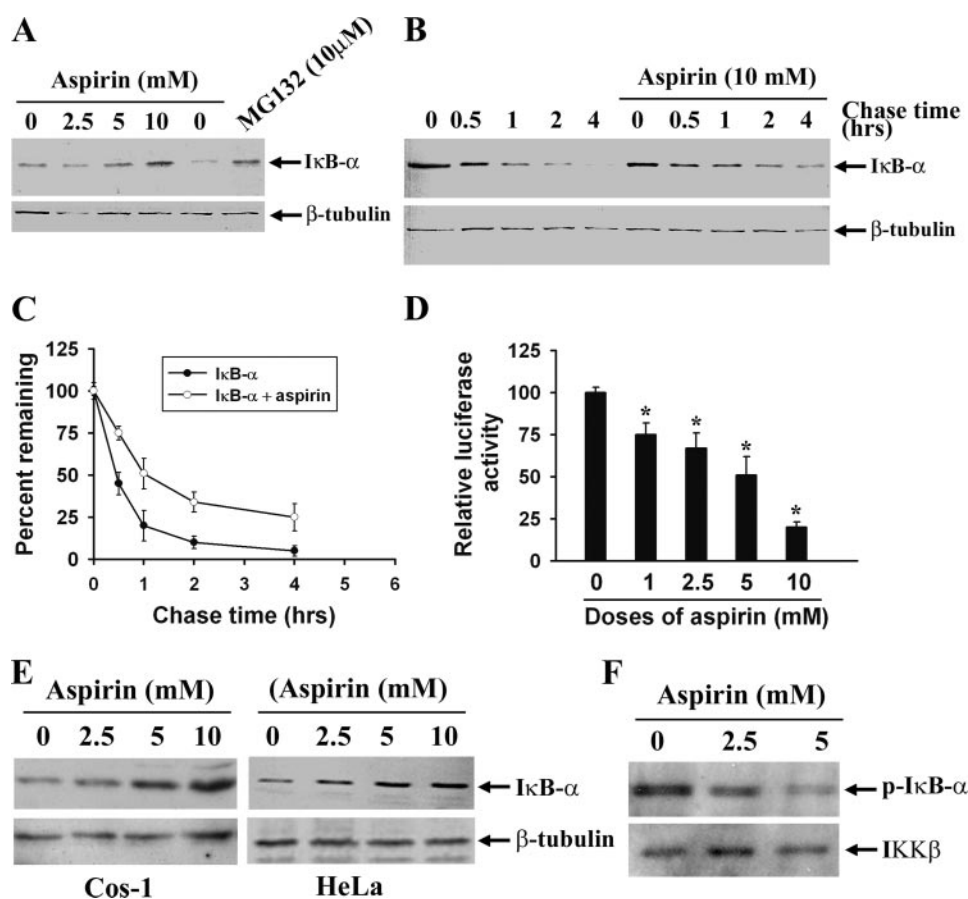 A
Aspirin (mM)
0 2.5 5 10 0 MG132 (10μM)
IκB-α
β-tubulin
B
Aspirin (10 mM)
0 0.5 1 2 4 0 0.5 1 2 4 Chase time (hrs)
IκB-α
β-tubulin
C
125
100
75
50
25
0
Percent remaining
IκB-α
IκB-α + aspirin
0 1 2 3 4 5 6
Chase time (hrs)
D
125
100
75
50
25
0
Relative luciferase activity
* * * *
0 1 2.5 5 10
Doses of aspirin (mM)
E
Aspirin (mM) (Aspirin (mM)
0 2.5 5 10 0 2.5 5 10
IκB-α
β-tubulin
Cos-1 HeLa
F
Aspirin (mM)
0 2.5 5
p-IκB-α
IKKβ